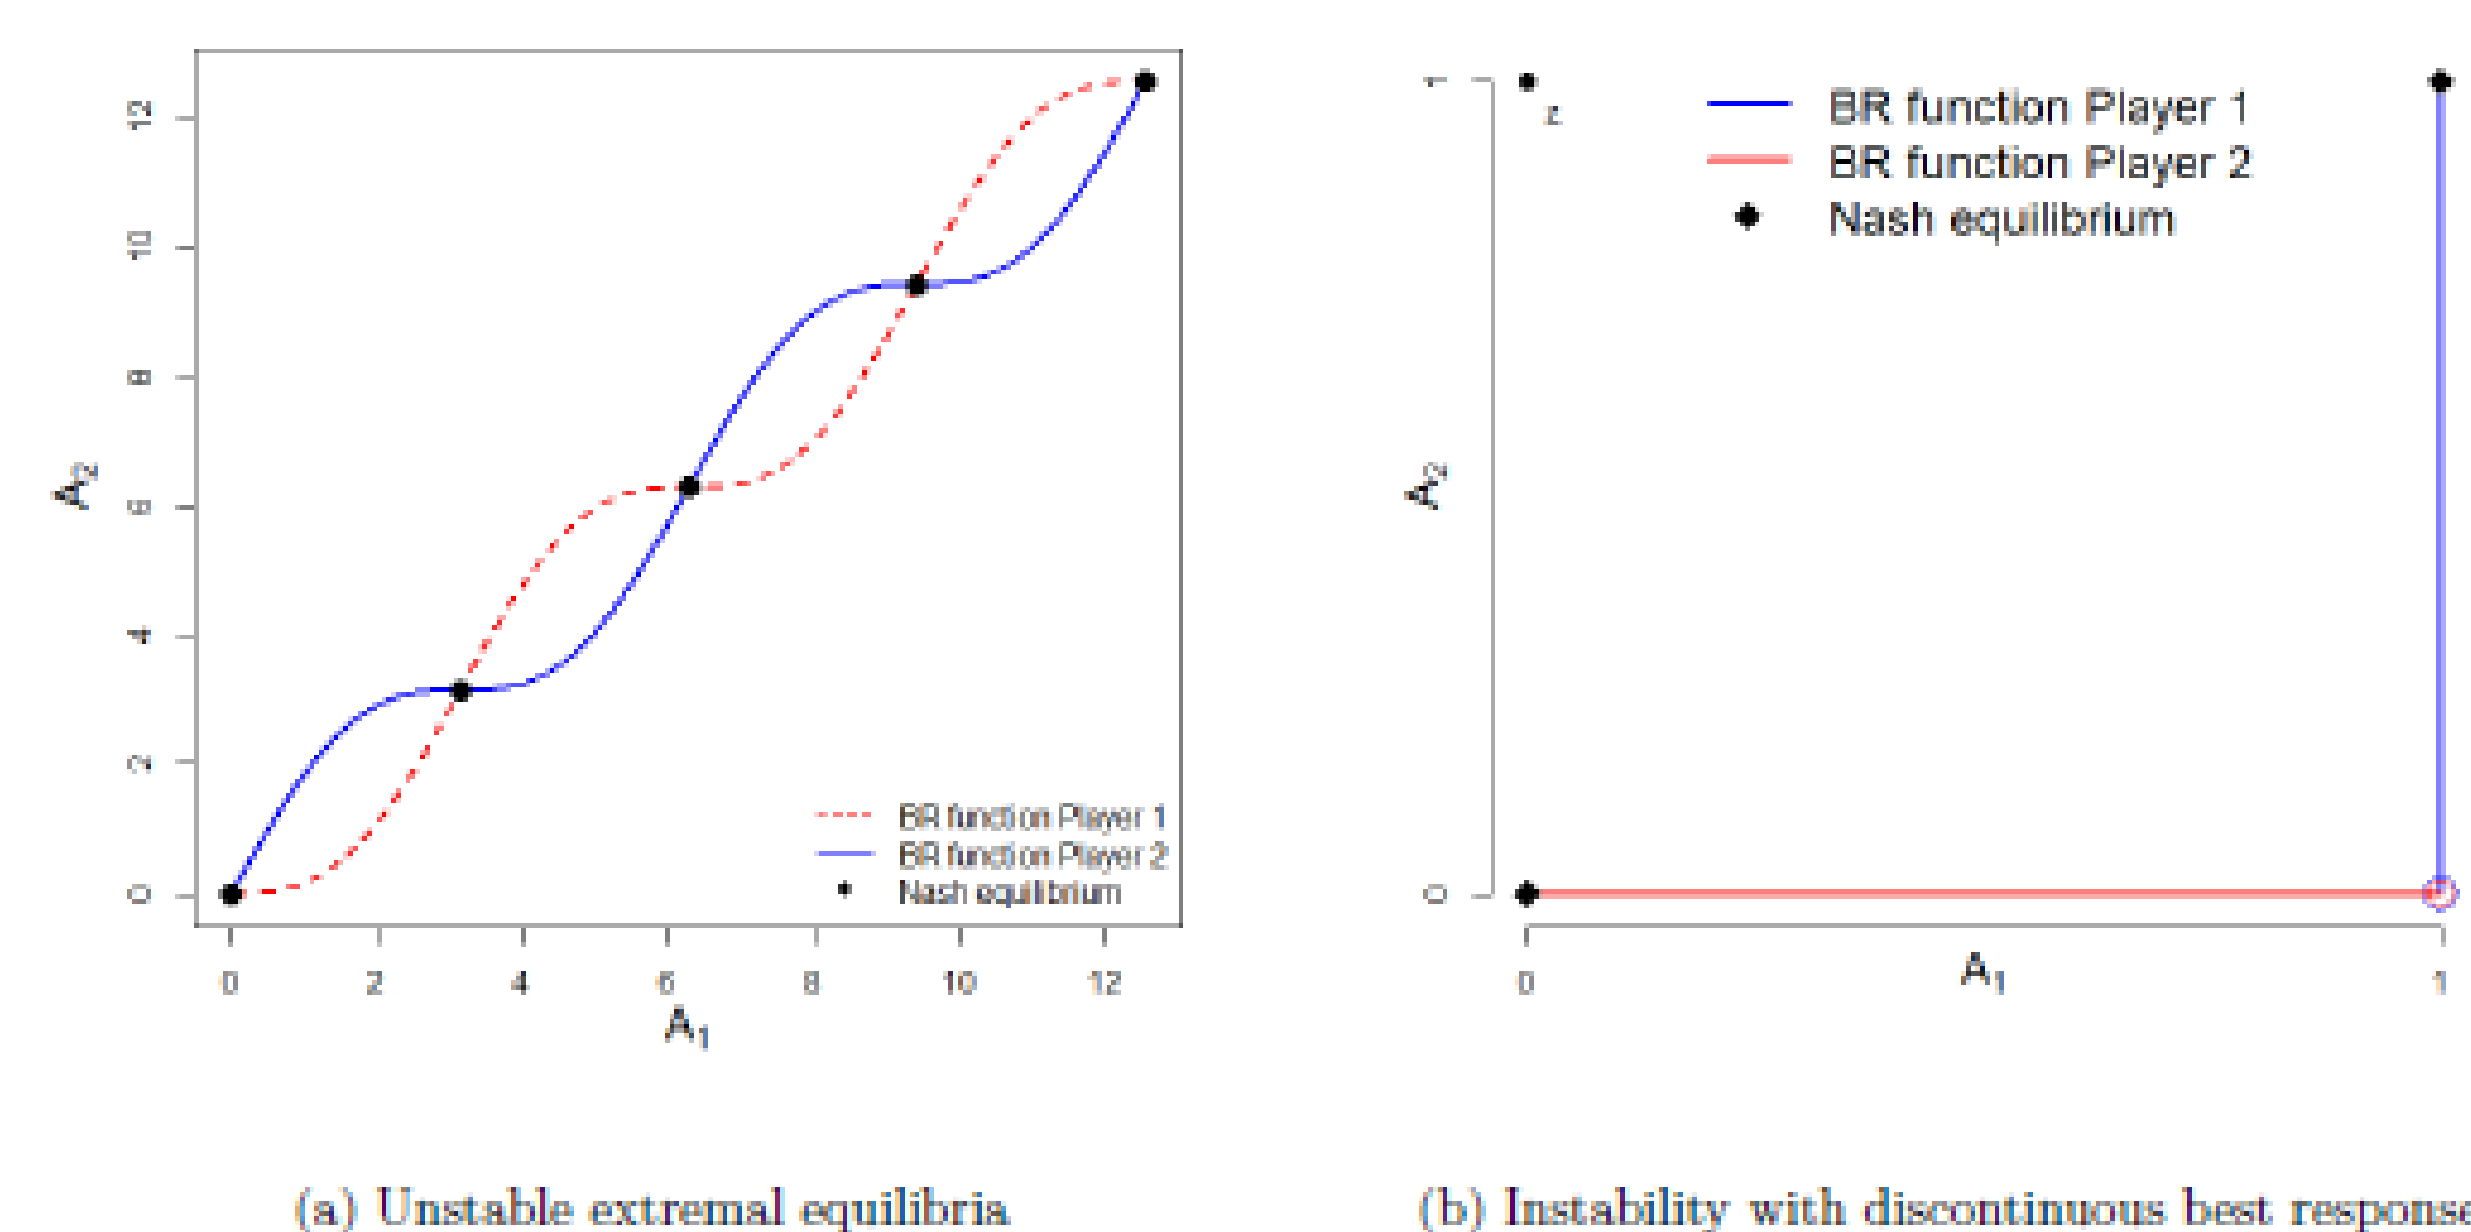 A2
12
10
8
6
4
2
0
BR function Player 1
BR function Player 2
Nash equilibrium
0 2 4 6 8 10 12
A1
(a) Unstable extremal equilibria
1
z
BR function Player 1
BR function Player 2
Nash equilibrium
A2
0
0 1
A1
(b) Instability with discontinuous best response